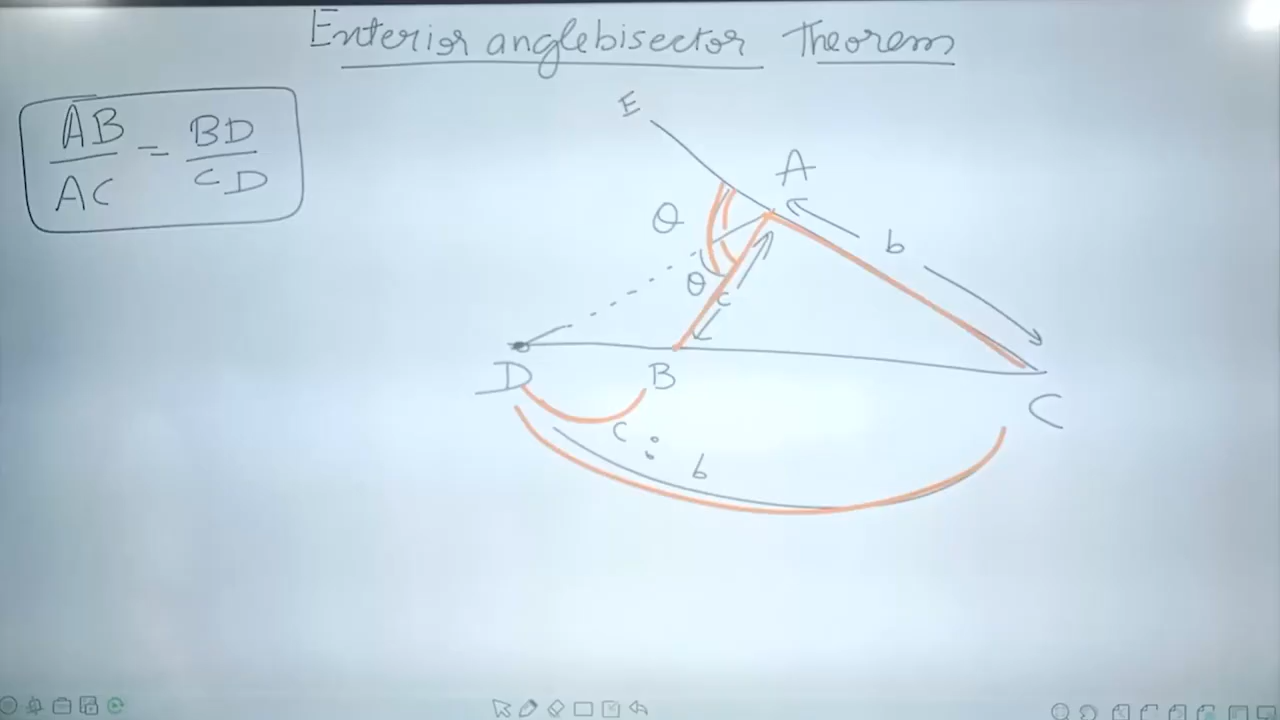 Exterior anglebisector Theorem
AB/AC = BD/CD
E
A
θ
b
θ
c
D
B
C
c : b